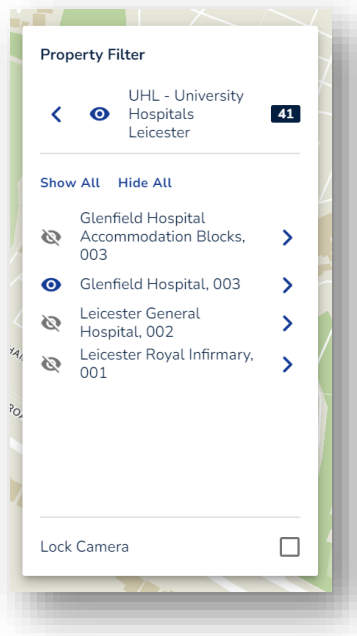 Property Filter
UHL - University
Hospitals
Leicester
41
Show All Hide All
Glenfield Hospital
Accommodation Blocks,
003
Glenfield Hospital, 003
Leicester General
Hospital, 002
Leicester Royal Infirmary,
001
Lock Camera